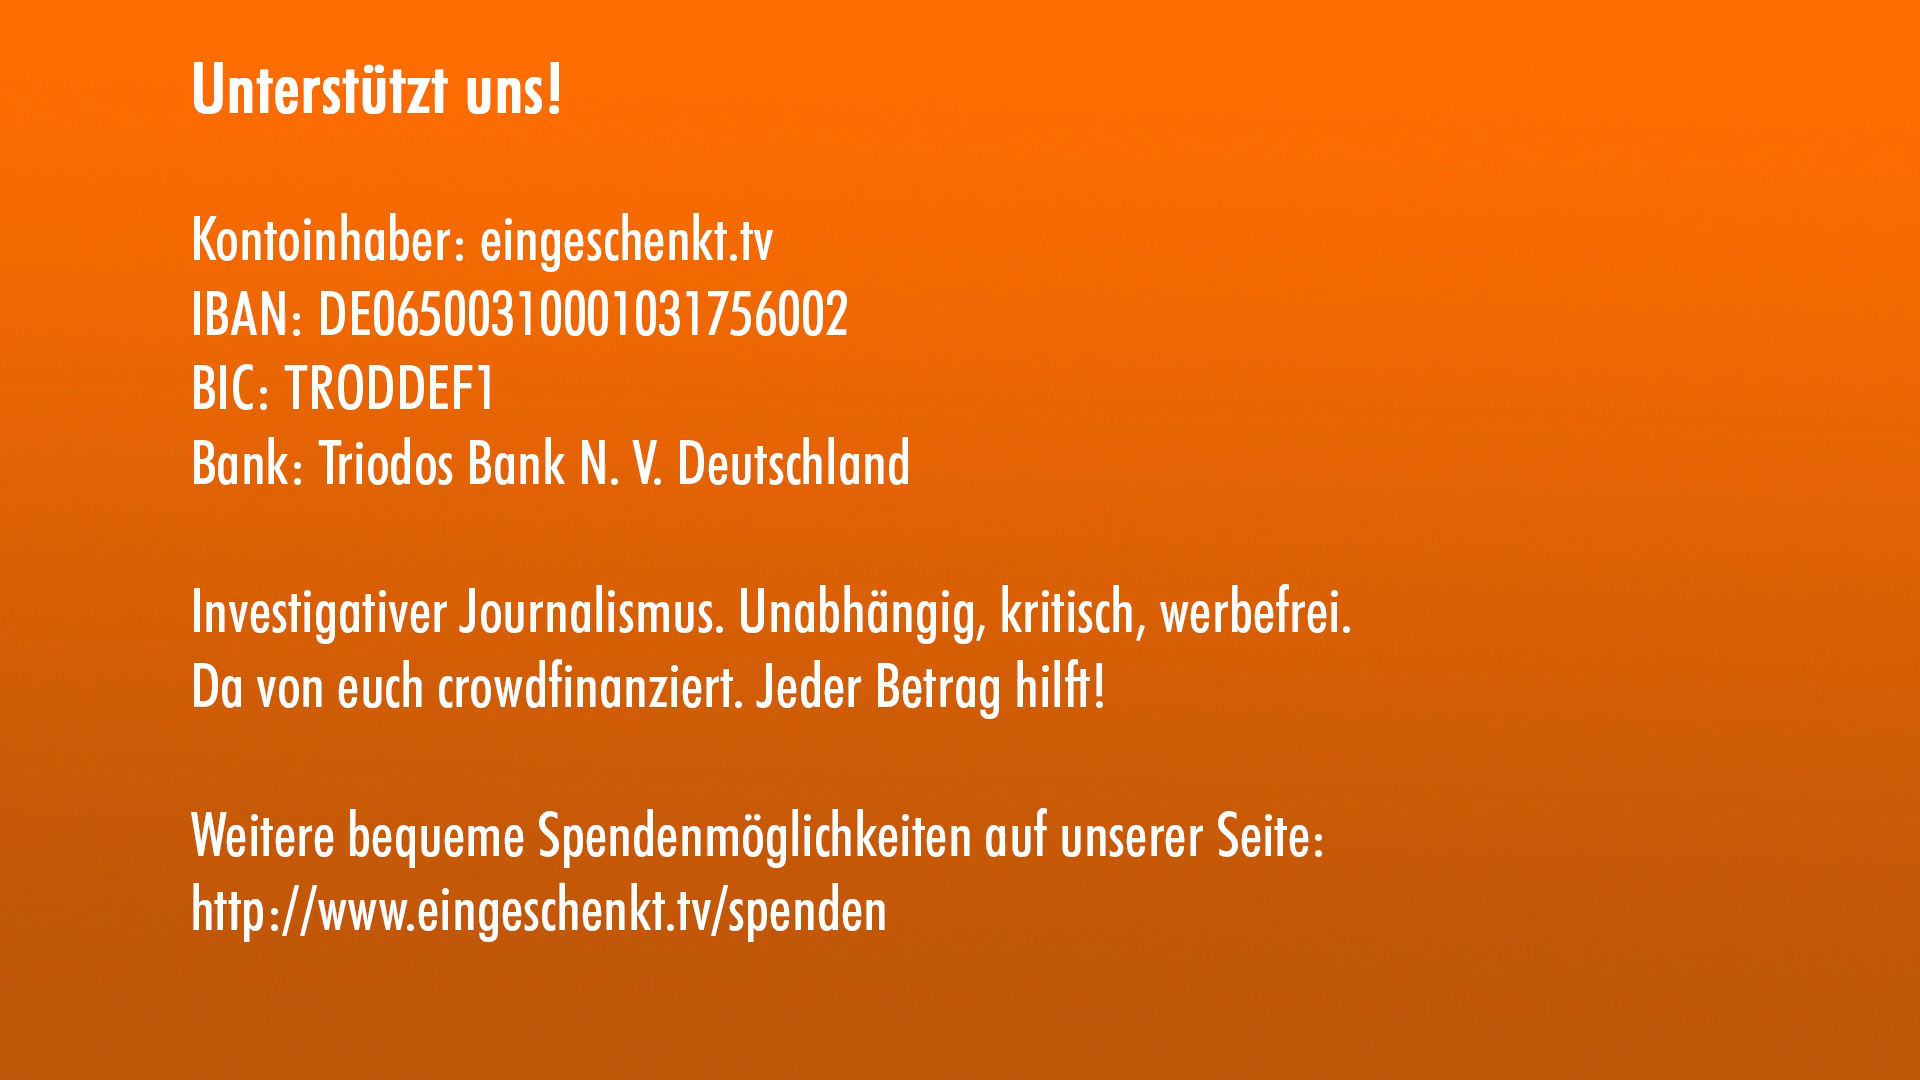 Unterstützt uns!
Kontoinhaber: eingeschenkt.tv
IBAN: DE06500310001031756002
BIC: TRODDEF1
Bank: Triodos Bank N. V. Deutschland
Investigativer Journalismus. Unabhängig, kritisch, werbefrei.
Da von euch crowdfinanziert. Jeder Betrag hilft!
Weitere bequeme Spendenmöglichkeiten auf unserer Seite:
http://www.eingeschenkt.tv/spenden